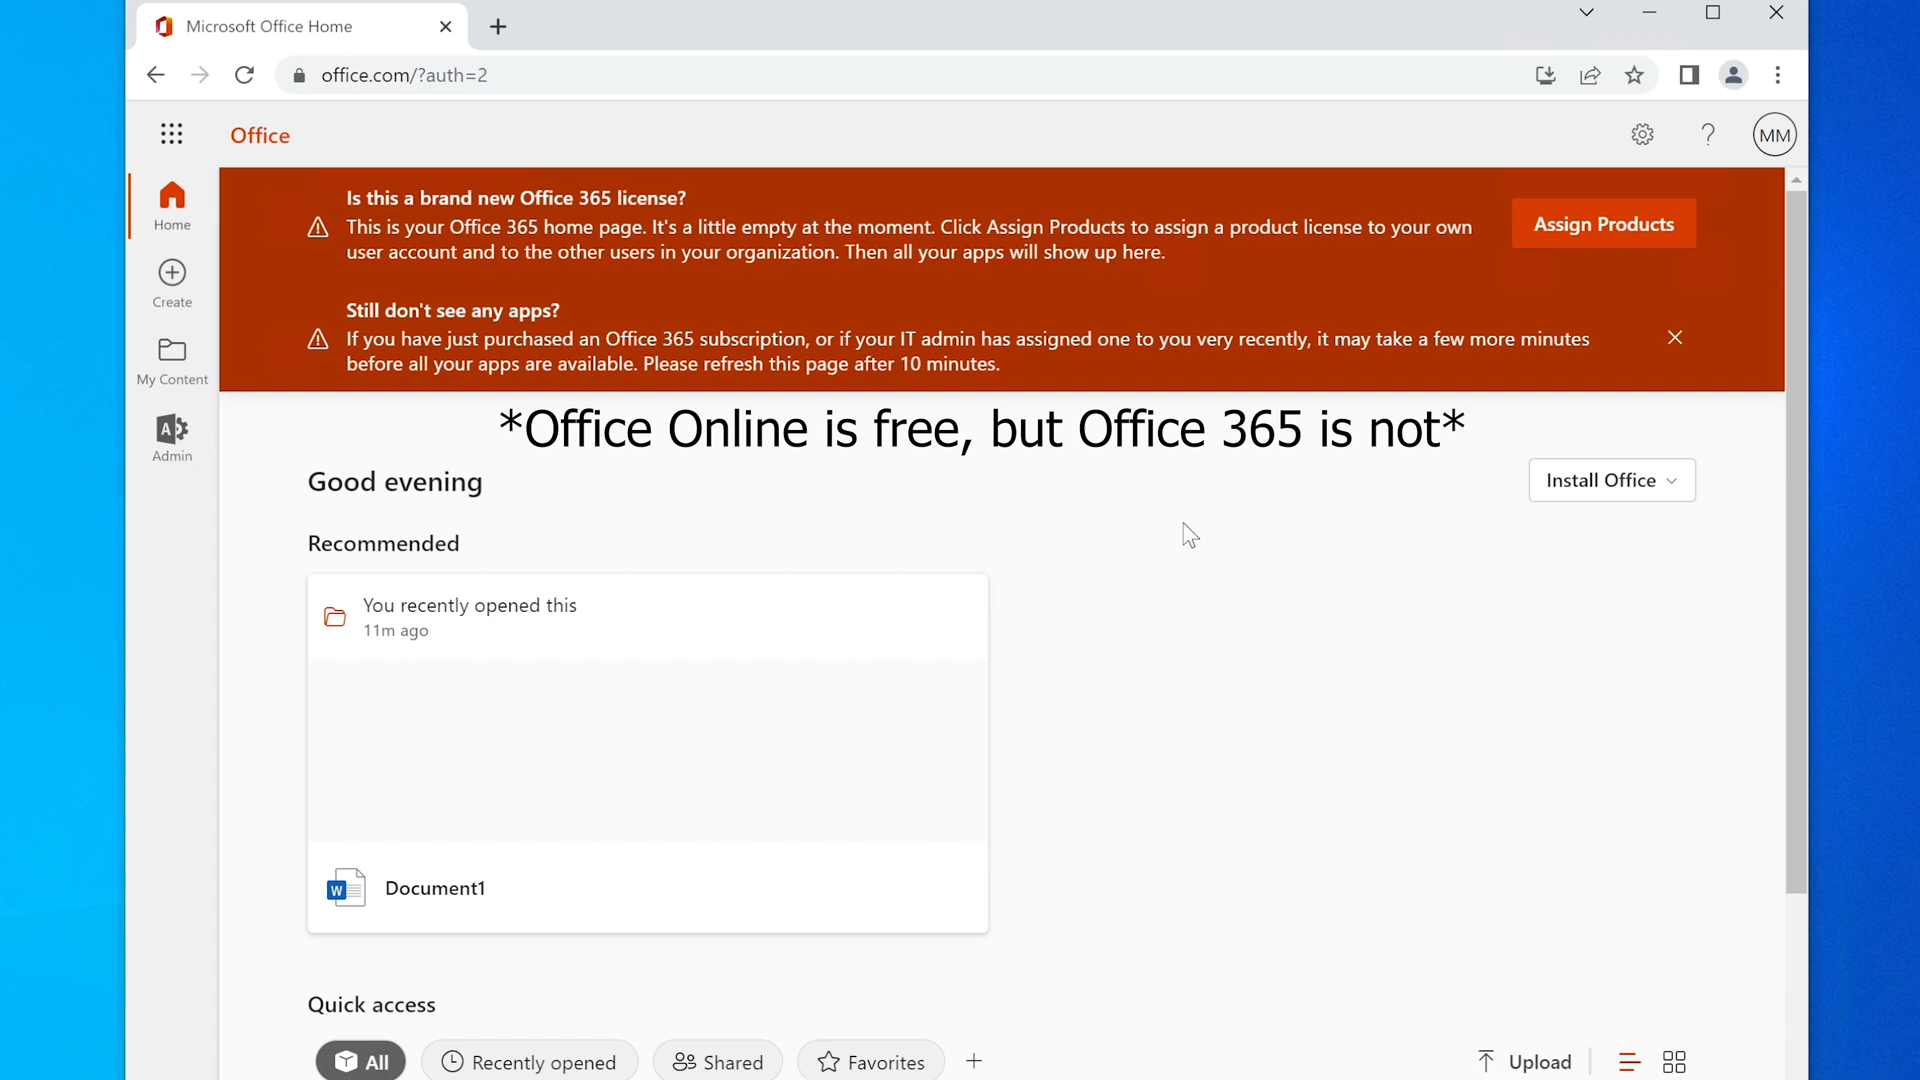 Microsoft Office Home
office.com/?auth=2
Office
MM
Is this a brand new Office 365 license?
This is your Office 365 home page. It's a little empty at the moment. Click Assign Products to assign a product license to your own
user account and to the other users in your organization. Then all your apps will show up here.
Assign Products
Home
Create
Still don't see any apps?
If you have just purchased an Office 365 subscription, or if your IT admin has assigned one to you very recently, it may take a few more minutes
before all your apps are available. Please refresh this page after 10 minutes.
My Content
Admin
*Office Online is free, but Office 365 is not*
Good evening
Install Office
Recommended
You recently opened this
11m ago
W
Document1
Quick access
All
Recently opened
Shared
Favorites
Upload